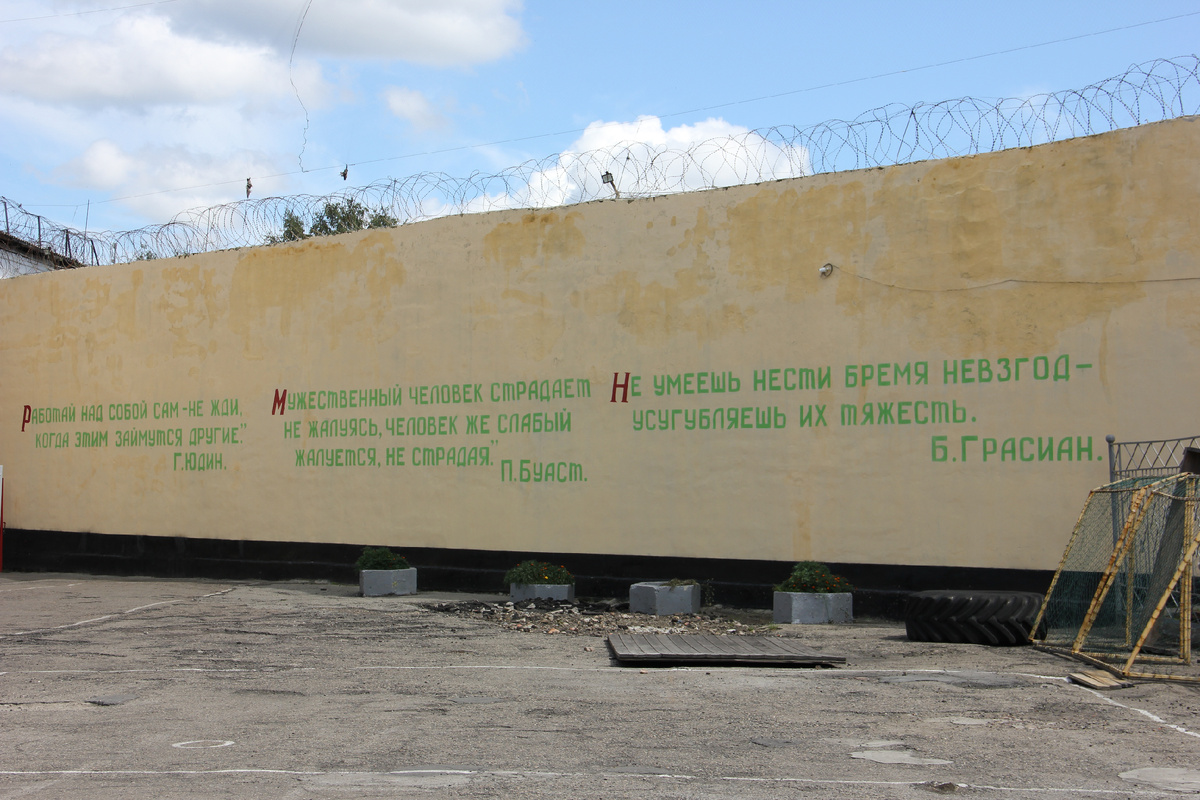 Работай над собой сам-не жди,
когда этим займутся другие."
Г.Юдин.
Мужественный человек страдает
не жалуясь, человек же слабый
жалуется, не страдая."
П.Буаст.
Не умеешь нести бремя невзгод-
усугубляешь их тяжесть.
Б.Грасиан.